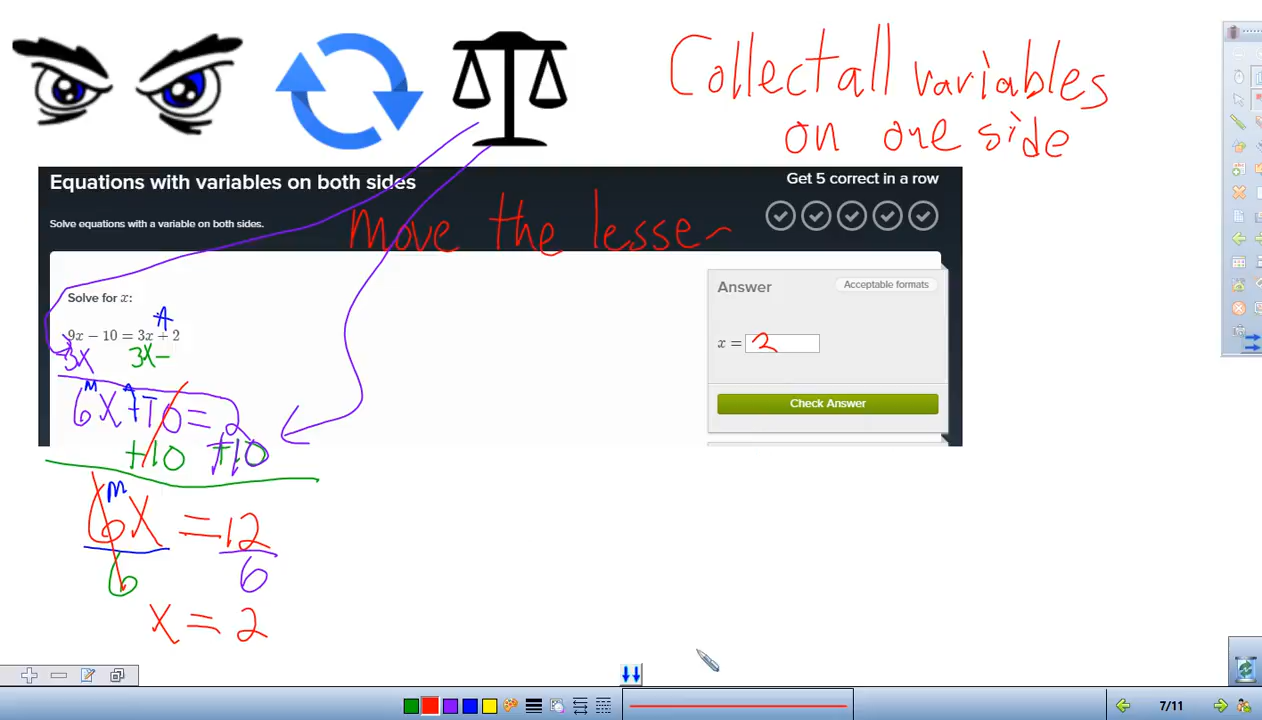 Collect all variables
on one side
Equations with variables on both sides
Get 5 correct in a row
Solve equations with a variable on both sides.
move the lesser
Solve for x:
Answer
Acceptable formats
A
9x − 10 = 3x + 2
3x 3x −
x = 2
M A
6x + 10 = 2
Check Answer
+10 +10
M
6x = 12
6 6
x = 2
7/11